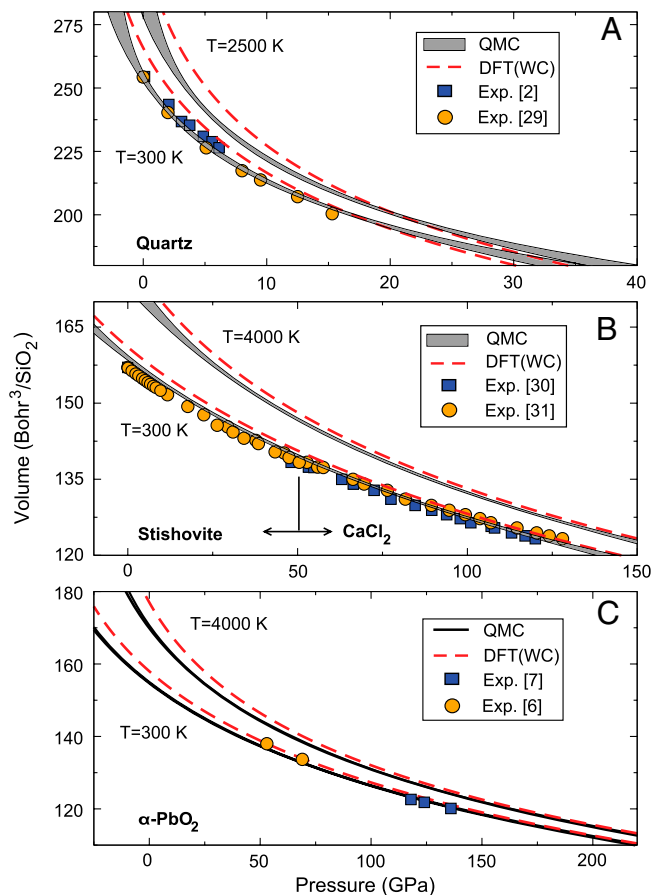 A
280
T=2500 K
QMC
DFT(WC)
Exp. [2]
Exp. [29]
250
225
T=300 K
200
Quartz
0
10
20
30
40
B
165
T=4000 K
QMC
DFT(WC)
Exp. [30]
Exp. [31]
150
T=300 K
135
Stishovite
CaCl2
120
0
50
100
150
Volume (Bohr3/SiO2)
C
180
T=4000 K
QMC
DFT(WC)
Exp. [7]
Exp. [6]
160
T=300 K
140
120
α-PbO2
0
50
100
150
200
Pressure (GPa)